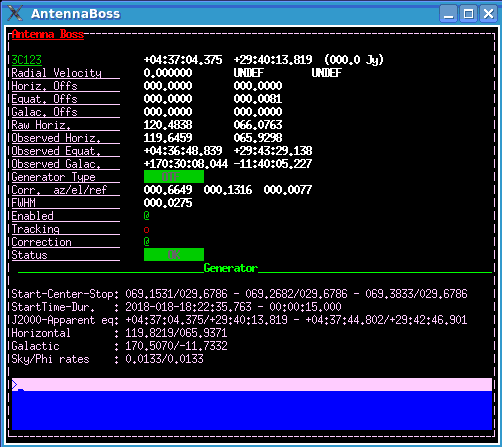 AntennaBoss
Antenna Boss
3C123 +04:37:04.375 +29:40:13.819 (000.0 Jy)
Radial Velocity 0.000000 UNDEF UNDEF
Horiz. Offs 000.0000 000.0000
Equat. Offs 000.0000 000.0081
Galac. Offs 000.0000 000.0000
Raw Horiz. 120.4838 066.0763
Observed Horiz. 119.6459 065.9298
Observed Equat. +04:36:48.839 +43:29:29.138
Observed Galac. +170:30:08.044 -11:40:05.227
Generator Type
Corr. az/el/ref 000.6649 000.1316 000.0077
FWHM 000.0275
Enabled @
Tracking o
Correction @
Status OK
Generator
Start-Center-Stop: 069.1531/029.6786 - 069.2682/029.6786 - 069.3833/029.6786
StartTime-Dur. : 2018-018-18:22:35.763 - 00:00:15.000
J2000-Apparent eq: +04:37:04.375/+29:40:13.819 - +04:37:44.802/+29:42:46.901
Horizontal : 119.8219/065.9371
Galactic : 170.5070/-11.7332
Sky/Phi rates : 0.0133/0.0133
>_